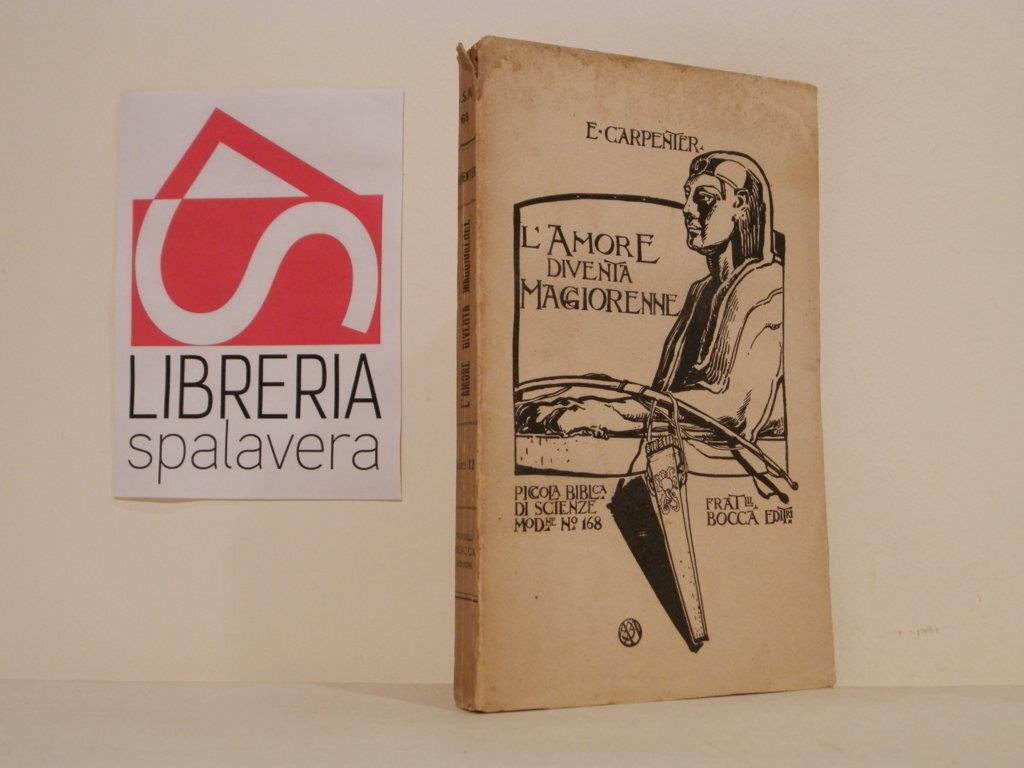 LIBRERIA
spalavera
E. CARPENTER.
L'AMORE
DIVENTA
MAGGIORENNE
PICCOLA BIBLCA
DI SCIENZE
MODNE No 168
FRATLLI
BOCCA EDITRI
L'AMORE DIVENTA MAGGIORENNE